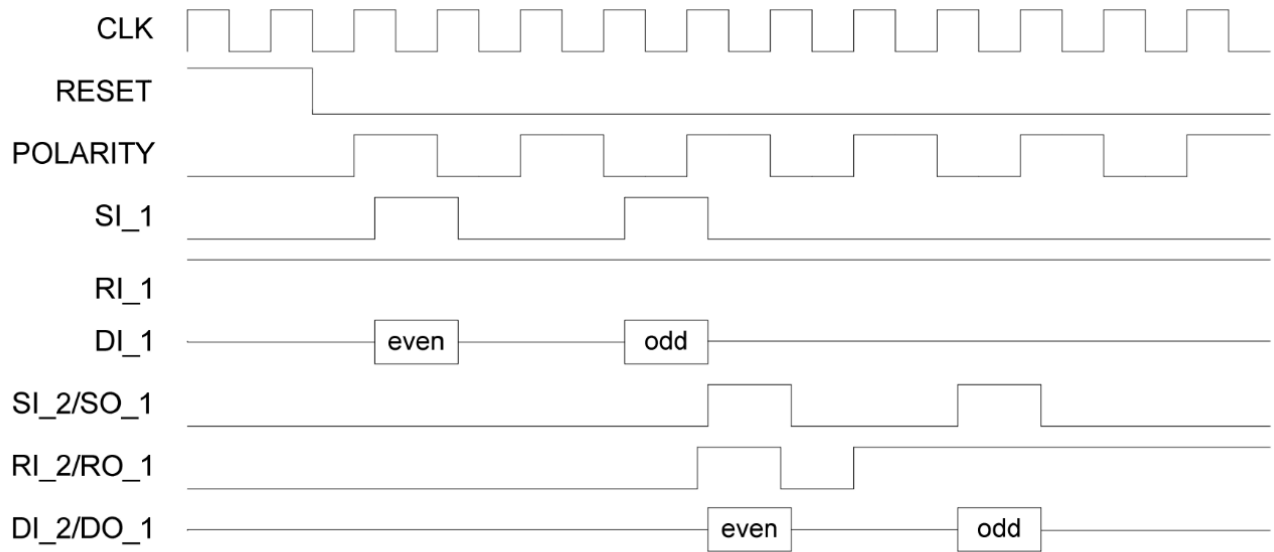 CLK
RESET
POLARITY
SI_1
RI_1
DI_1 even odd
SI_2/SO_1
RI_2/RO_1
DI_2/DO_1 even odd